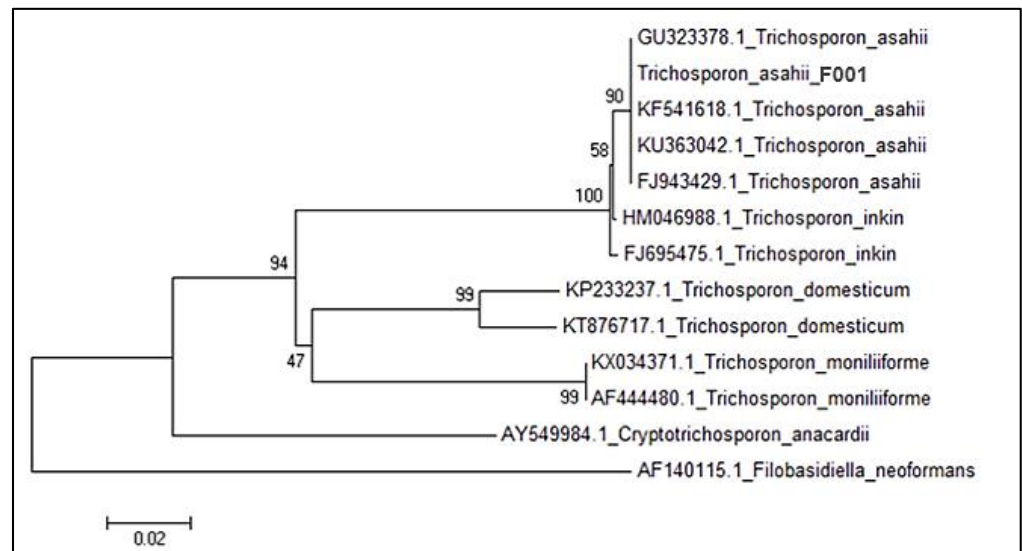 GU323378.1_Trichosporon_asahii
Trichosporon_asahii_F001
90
KF541618.1_Trichosporon_asahii
KU363042.1_Trichosporon_asahii
58
FJ943429.1_Trichosporon_asahii
100
HM046988.1_Trichosporon_inkin
FJ695475.1_Trichosporon_inkin
94
KP233237.1_Trichosporon_domesticum
99
KT876717.1_Trichosporon_domesticum
47
KX034371.1_Trichosporon_moniliiforme
99
AF444480.1_Trichosporon_moniliiforme
AY549984.1_Cryptotrichosporon_anacardii
AF140115.1_Filobasidiella_neoformans
0.02